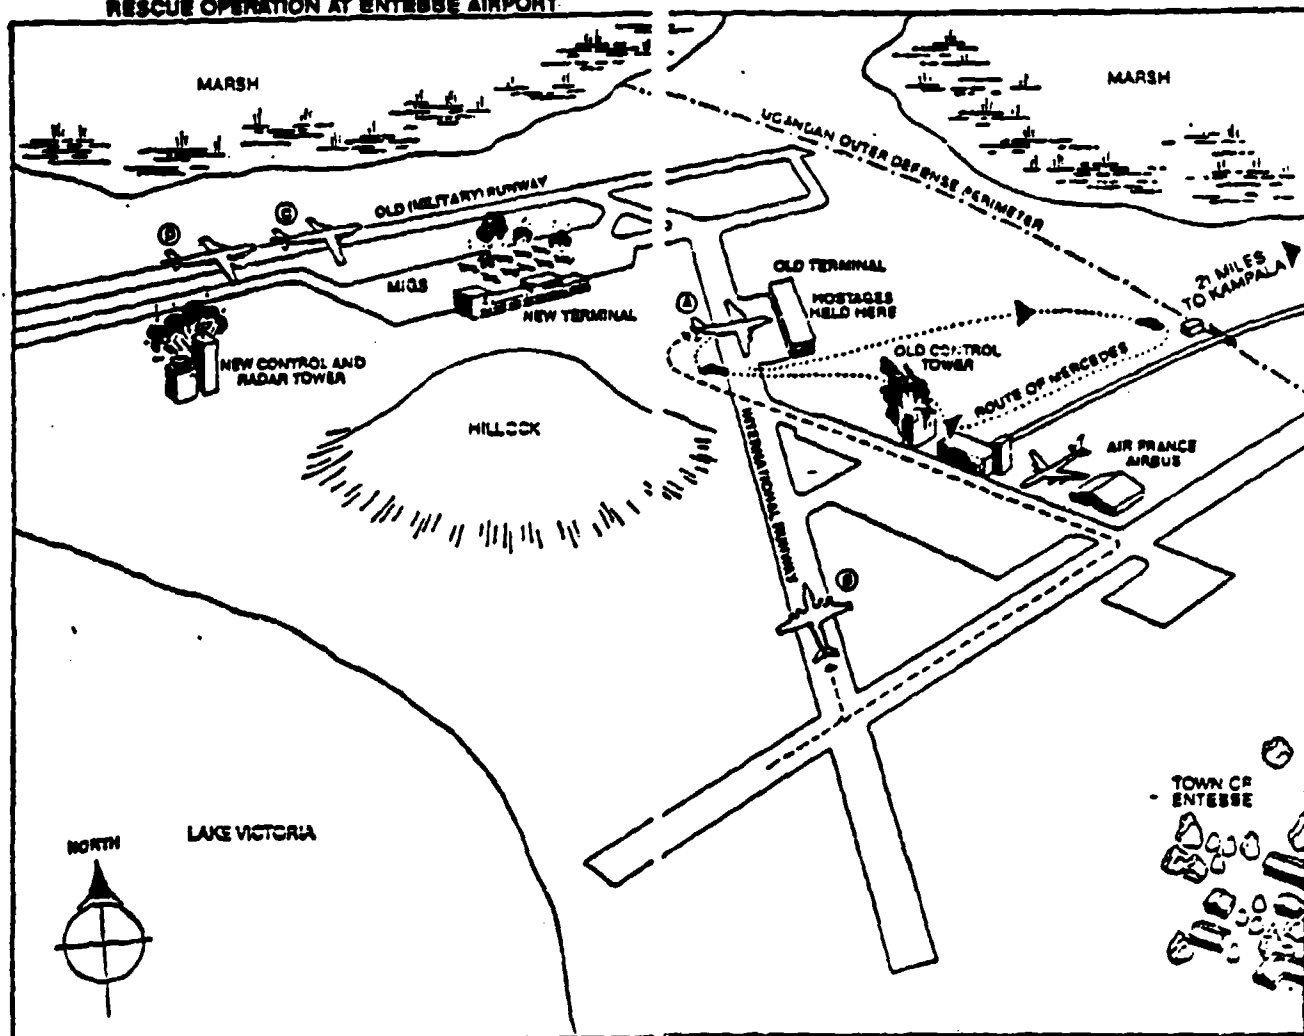 RESCUE OPERATION AT ENTEBBE AIRPORT
MARSH
MARSH
UGANDAN OUTER DEFENSE PERIMETER
OLD (MILITARY) RUNWAY
C
D
MIGS
NEW TERMINAL
OLD TERMINAL
HOSTAGES
HELD HERE
A
21 MILES
TO KAMPALA
NEW CONTROL AND
RADAR TOWER
OLD CONTROL
TOWER
ROUTE OF MERCEDES
HILLOCK
INTERNATIONAL RUNWAY
AIR FRANCE
AIRBUS
B
TOWN OF
ENTEBBE
LAKE VICTORIA
NORTH